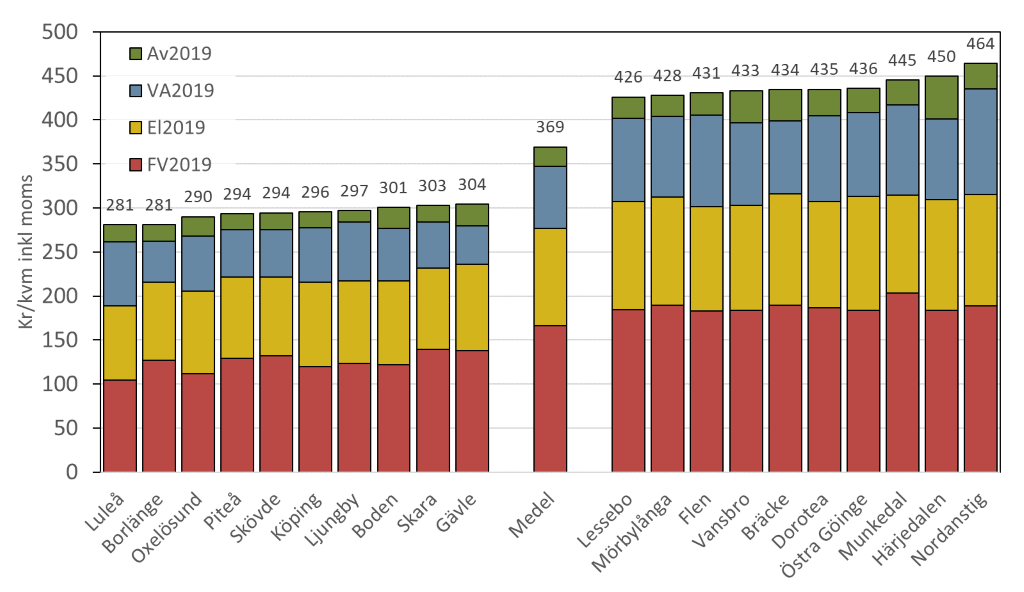 Kr/kvm inkl moms
500
450
400
350
300
250
200
150
100
50
0
Av2019
VA2019
El2019
FV2019
281
281
290
294
294
296
297
301
303
304
369
426
428
431
433
434
435
436
445
450
464
Luleå
Borlänge
Oxelösund
Piteå
Skövde
Köping
Ljungby
Boden
Skara
Gävle
Medel
Lessebo
Mörbylånga
Flen
Vansbro
Bräcke
Dorotea
Östra Göinge
Munkedal
Härjedalen
Nordanstig